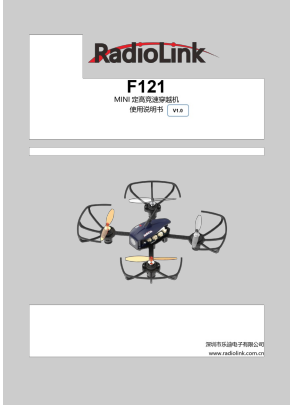 RadioLink
F121
MINI 定高竞速穿越机
使用说明书 V1.0
深圳市乐迪电子有限公司
www.radiolink.com.cn